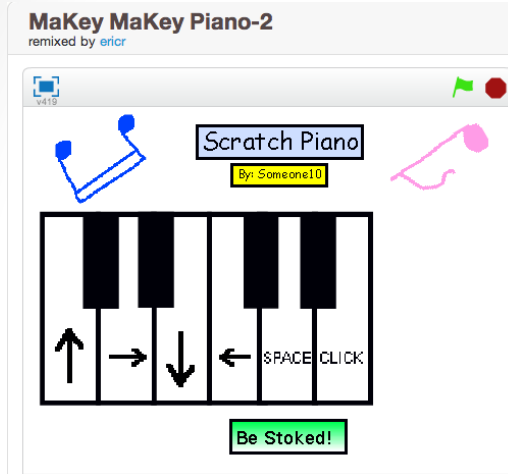 MaKey MaKey Piano-2
remixed by ericr
v419
Scratch Piano
By: Someone10
SPACE CLICK
Be Stoked!